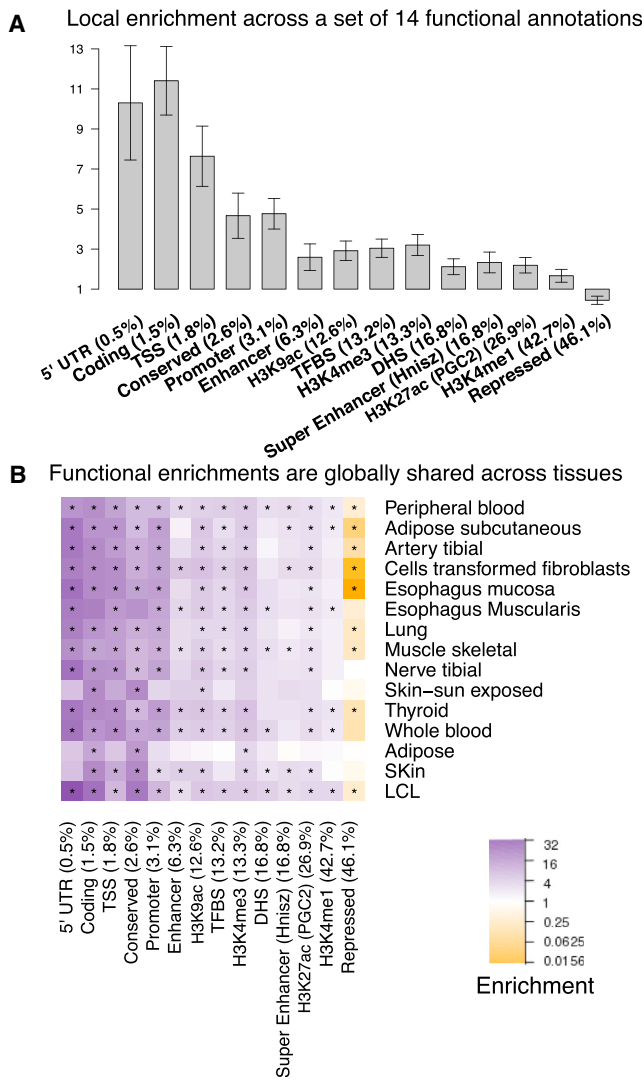 A Local enrichment across a set of 14 functional annotations
13
11
9
7
5
3
1
5' UTR (0.5%)
Coding (1.5%)
TSS (1.8%)
Conserved (2.6%)
Promoter (3.1%)
Enhancer (6.3%)
H3K9ac (12.6%)
TFBS (13.2%)
H3K4me3 (13.3%)
DHS (16.8%)
Super Enhancer (Hnisz) (16.8%)
H3K27ac (PGC2) (26.9%)
H3K4me1 (42.7%)
Repressed (46.1%)
B Functional enrichments are globally shared across tissues
Peripheral blood
Adipose subcutaneous
Artery tibial
Cells transformed fibroblasts
Esophagus mucosa
Esophagus Muscularis
Lung
Muscle skeletal
Nerve tibial
Skin−sun exposed
Thyroid
Whole blood
Adipose
SKin
LCL
5' UTR (0.5%)
Coding (1.5%)
TSS (1.8%)
Conserved (2.6%)
Promoter (3.1%)
Enhancer (6.3%)
H3K9ac (12.6%)
TFBS (13.2%)
H3K4me3 (13.3%)
DHS (16.8%)
Super Enhancer (Hnisz) (16.8%)
H3K27ac (PGC2) (26.9%)
H3K4me1 (42.7%)
Repressed (46.1%)
32
16
4
1
0.25
0.0625
0.0156
Enrichment